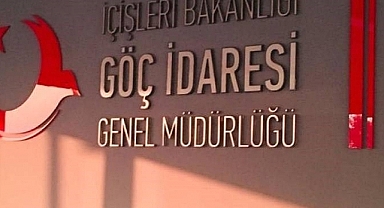 İÇİŞLERİ BAKANLIĞI
GÖÇ İDARESİ
GENEL MÜDÜRLÜĞÜ